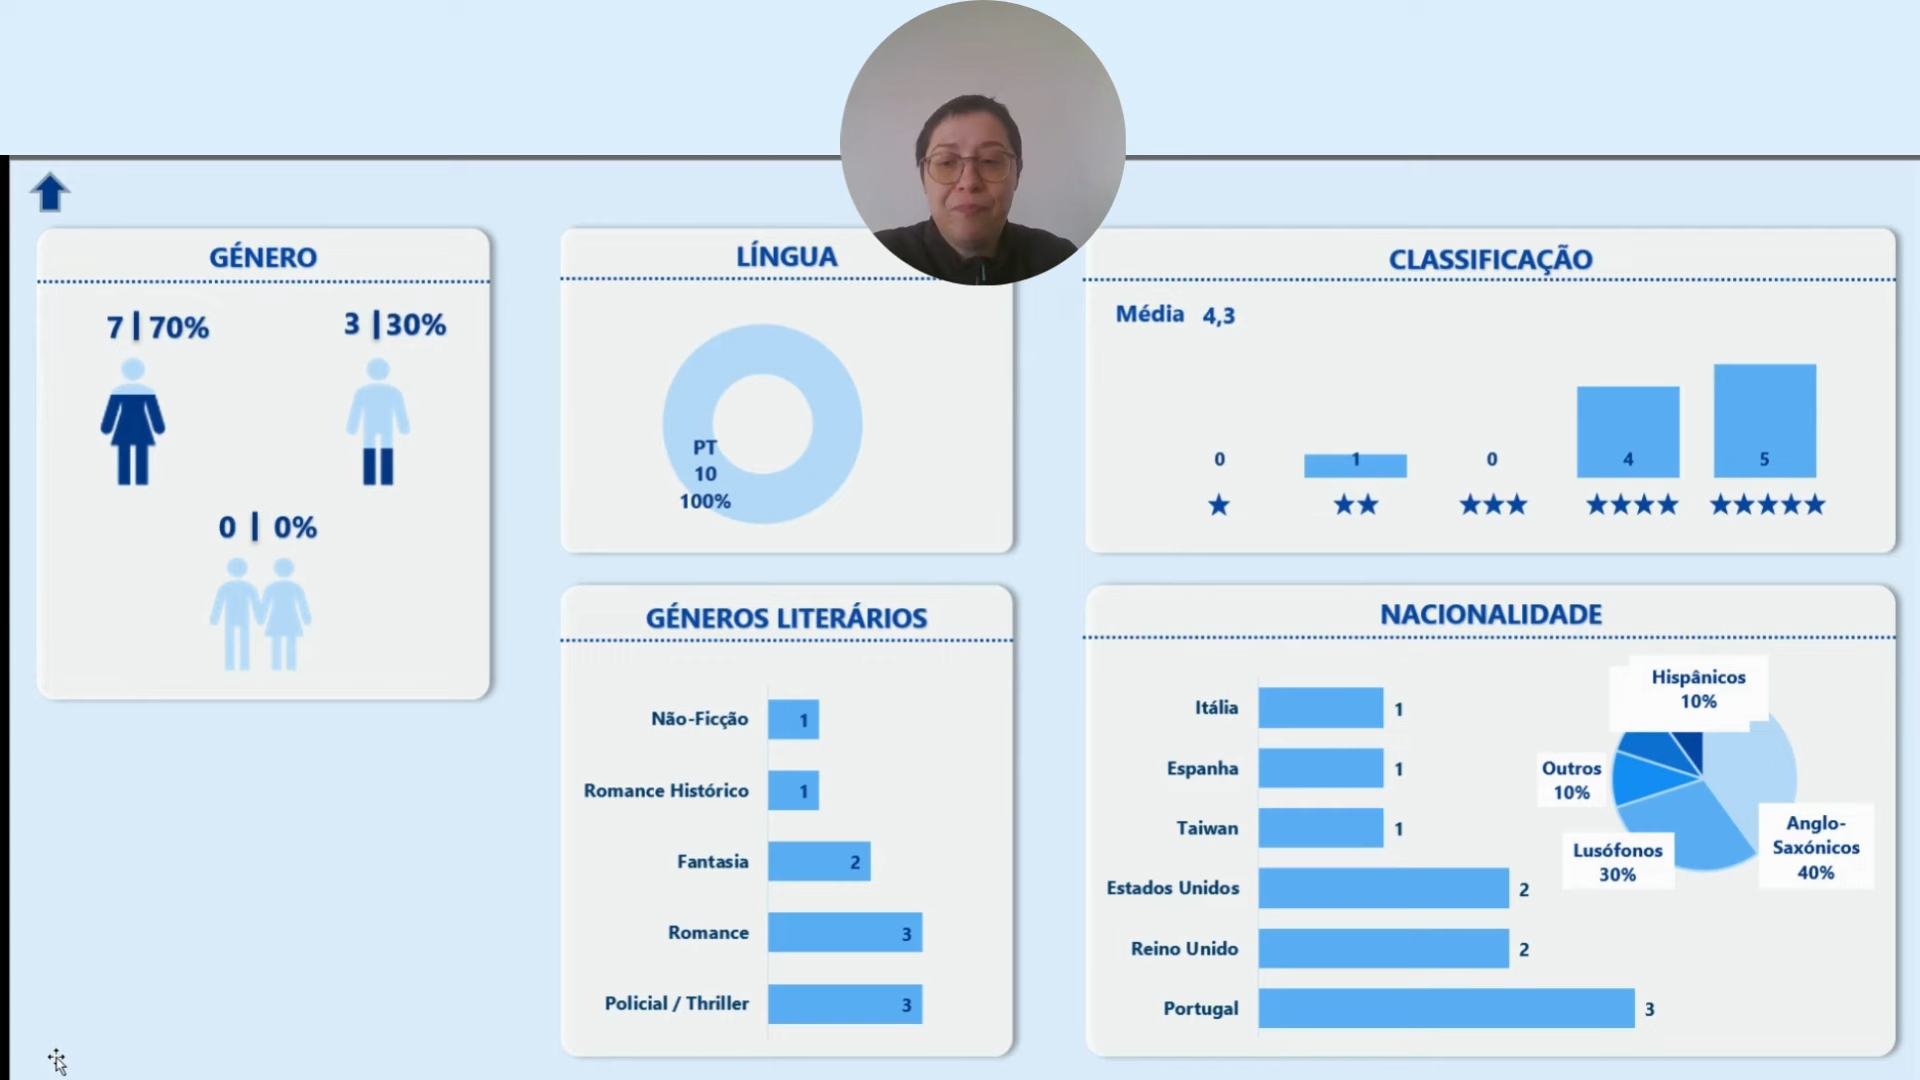 GÉNERO
7 | 70%
3 | 30%
0 | 0%
LÍNGUA
PT
10
100%
CLASSIFICAÇÃO
Média 4,3
0
1
0
4
5
★
★★
★★★
★★★★
★★★★★
GÉNEROS LITERÁRIOS
Não-Ficção 1
Romance Histórico 1
Fantasia 2
Romance 3
Policial / Thriller 3
NACIONALIDADE
Itália 1
Espanha 1
Taiwan 1
Estados Unidos 2
Reino Unido 2
Portugal 3
Hispânicos
10%
Outros
10%
Lusófonos
30%
Anglo-
Saxónicos
40%